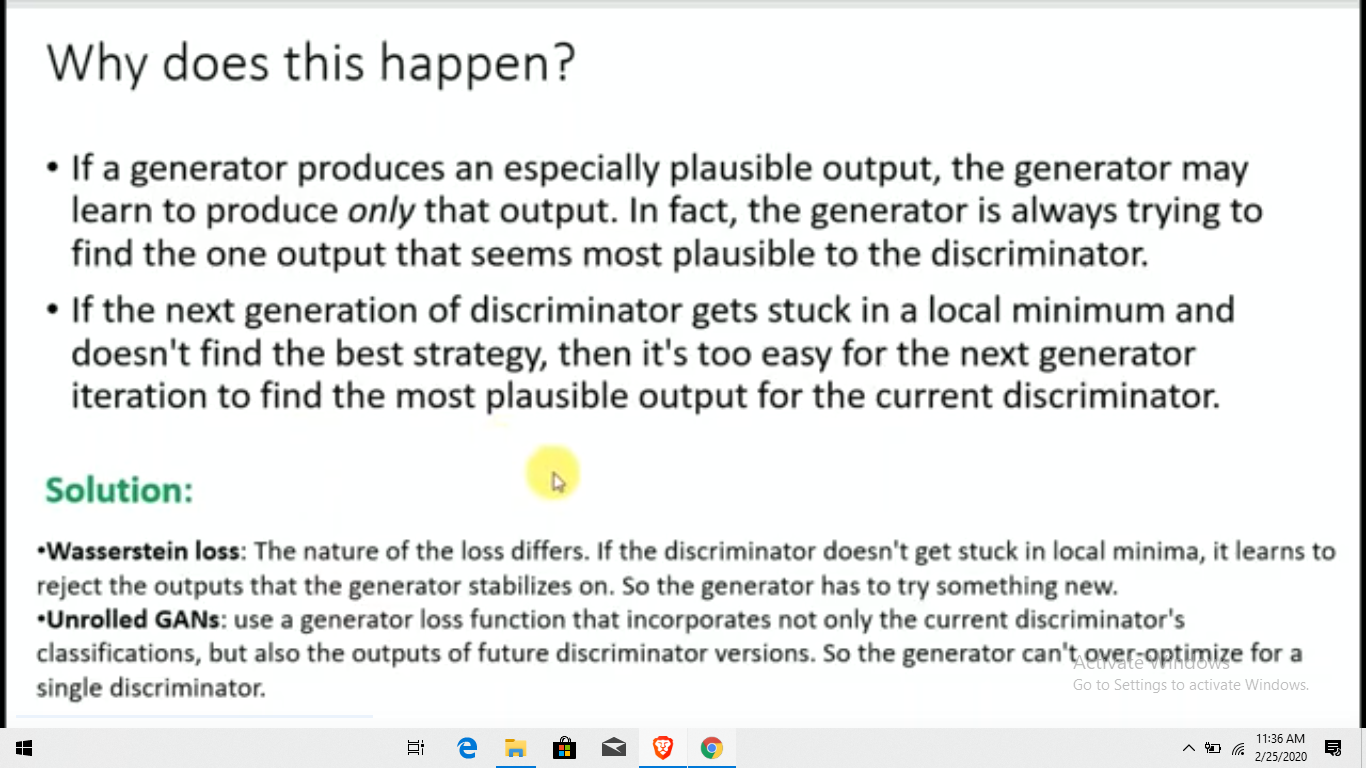 Why does this happen?
• If a generator produces an especially plausible output, the generator may
learn to produce only that output. In fact, the generator is always trying to
find the one output that seems most plausible to the discriminator.
• If the next generation of discriminator gets stuck in a local minimum and
doesn't find the best strategy, then it's too easy for the next generator
iteration to find the most plausible output for the current discriminator.
Solution:
•Wasserstein loss: The nature of the loss differs. If the discriminator doesn't get stuck in local minima, it learns to
reject the outputs that the generator stabilizes on. So the generator has to try something new.
•Unrolled GANs: use a generator loss function that incorporates not only the current discriminator's
classifications, but also the outputs of future discriminator versions. So the generator can't over-optimize for a
single discriminator.
Activate Windows
Go to Settings to activate Windows.
11:36 AM
2/25/2020